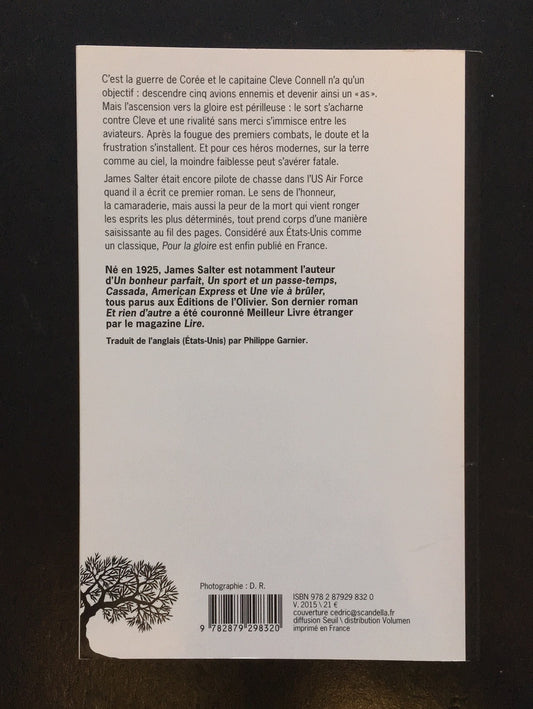 C'est la guerre de Corée et le capitaine Cleve Connell n'a qu'un
objectif : descendre cinq avions ennemis et devenir ainsi un « as ».
Mais l'ascension vers la gloire est périlleuse : le sort s'acharne
contre Cleve et une rivalité sans merci s'immisce entre les
aviateurs. Après la fougue des premiers combats, le doute et la
frustration s'installent. Et pour ces héros modernes, sur la terre
comme au ciel, la moindre faiblesse peut s'avérer fatale.
James Salter était encore pilote de chasse dans l'US Air Force
quand il a écrit ce premier roman. Le sens de l'honneur,
la camaraderie, mais aussi la peur de la mort qui vient ronger
les esprits les plus déterminés, tout prend corps d'une manière
saisissante au fil des pages. Considéré aux États-Unis comme
un classique, Pour la gloire est enfin publié en France.
Né en 1925, James Salter est notamment l'auteur
d'Un bonheur parfait, Un sport et un passe-temps,
Cassada, American Express et Une vie à brûler,
tous parus aux Éditions de l'Olivier. Son dernier roman
Et rien d'autre a été couronné Meilleur Livre étranger
par le magazine Lire.
Traduit de l'anglais (États-Unis) par Philippe Garnier.
Photographie : D. R.
9 782879 298320
ISBN 978 2 87929 832 0
V. 2015 \ 21 €
couverture cedric@scandella.fr
diffusion Seuil \ distribution Volumen
imprimé en France